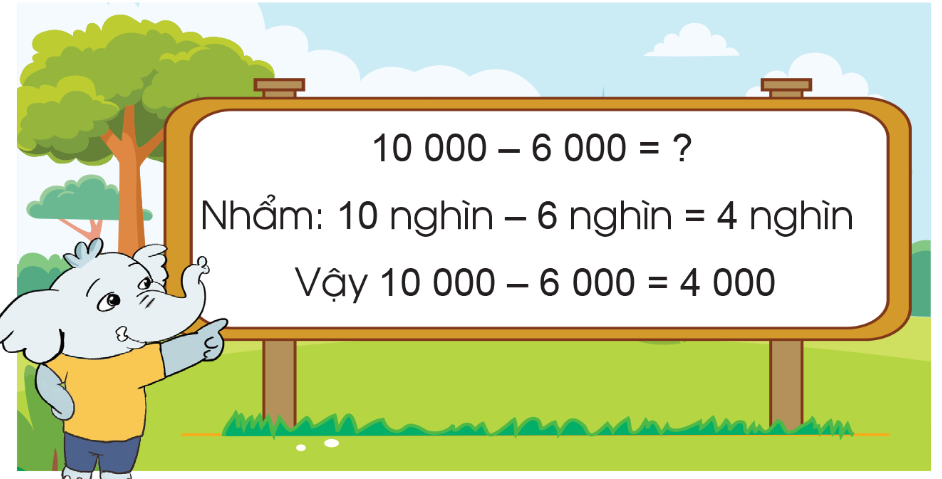 10 000 – 6 000 = ?
Nhẩm: 10 nghìn – 6 nghìn = 4 nghìn
Vậy 10 000 – 6 000 = 4 000